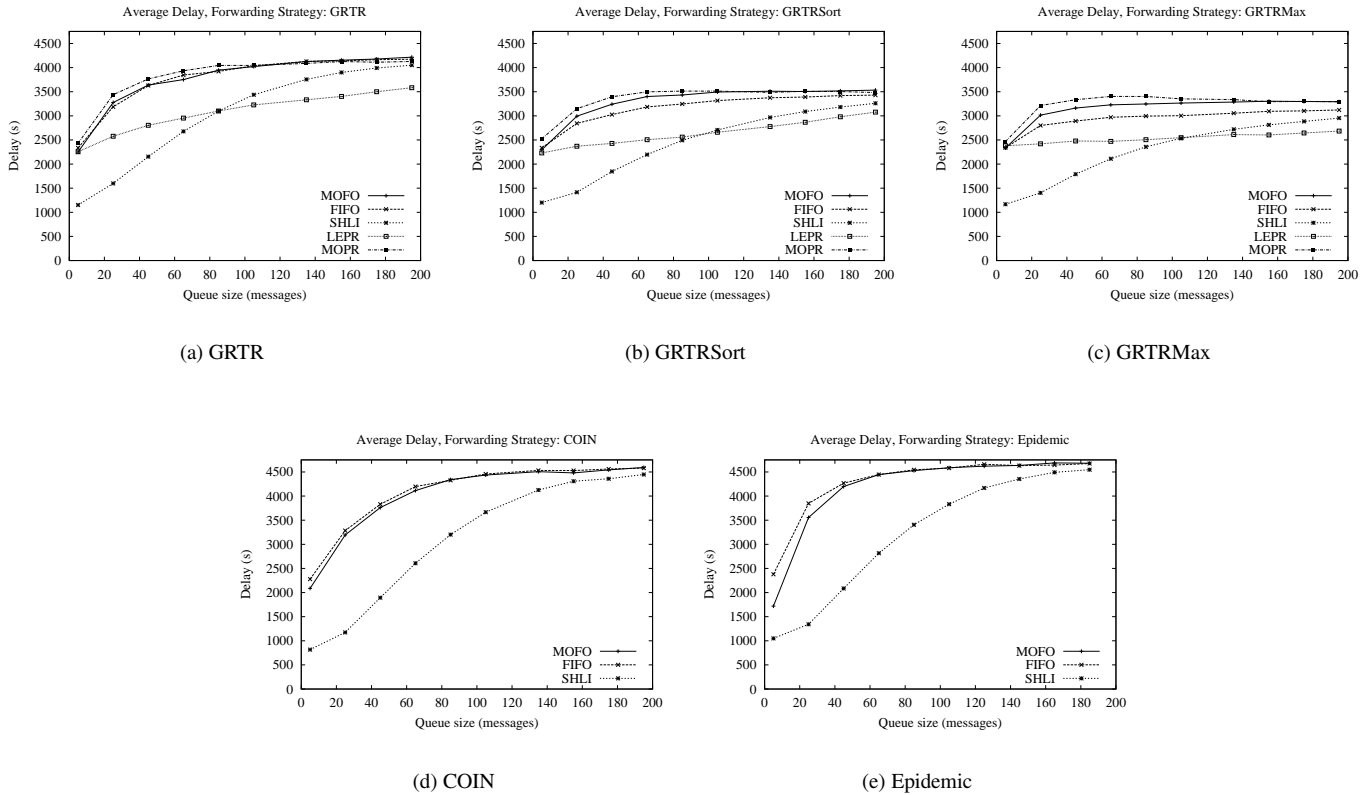 Average Delay, Forwarding Strategy: GRTR
Delay (s)
4500
4000
3500
3000
2500
2000
1500
1000
500
0
MOFO
FIFO
SHLI
LEPR
MOPR
0 20 40 60 80 100 120 140 160 180 200
Queue size (messages)
(a) GRTR
Average Delay, Forwarding Strategy: GRTRSort
Delay (s)
4500
4000
3500
3000
2500
2000
1500
1000
500
0
MOFO
FIFO
SHLI
LEPR
MOPR
0 20 40 60 80 100 120 140 160 180 200
Queue size (messages)
(b) GRTRSort
Average Delay, Forwarding Strategy: GRTRMax
Delay (s)
4500
4000
3500
3000
2500
2000
1500
1000
500
0
MOFO
FIFO
SHLI
LEPR
MOPR
0 20 40 60 80 100 120 140 160 180 200
Queue size (messages)
(c) GRTRMax
Average Delay, Forwarding Strategy: COIN
Delay (s)
4500
4000
3500
3000
2500
2000
1500
1000
500
0
MOFO
FIFO
SHLI
0 20 40 60 80 100 120 140 160 180 200
Queue size (messages)
(d) COIN
Average Delay, Forwarding Strategy: Epidemic
Delay (s)
4500
4000
3500
3000
2500
2000
1500
1000
500
0
MOFO
FIFO
SHLI
0 20 40 60 80 100 120 140 160 180 200
Queue size (messages)
(e) Epidemic